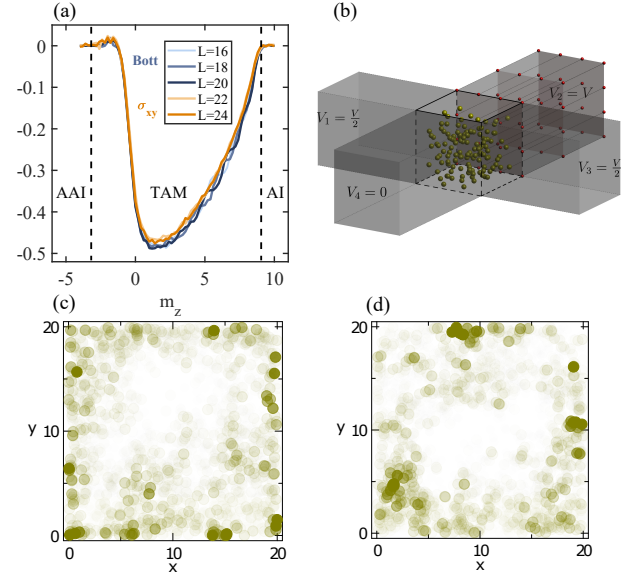 (a)
0
-0.1
-0.2
-0.3
-0.4
-0.5
Bott
σxy
L=16
L=18
L=20
L=22
L=24
AAI
TAM
AI
-5
0
5
10
m_z
(b)
V₁ = V/2
V₂ = V
V₃ = V/2
V₄ = 0
(c)
20
y
10
0
0
10
20
x
(d)
20
y
10
0
0
10
20
x